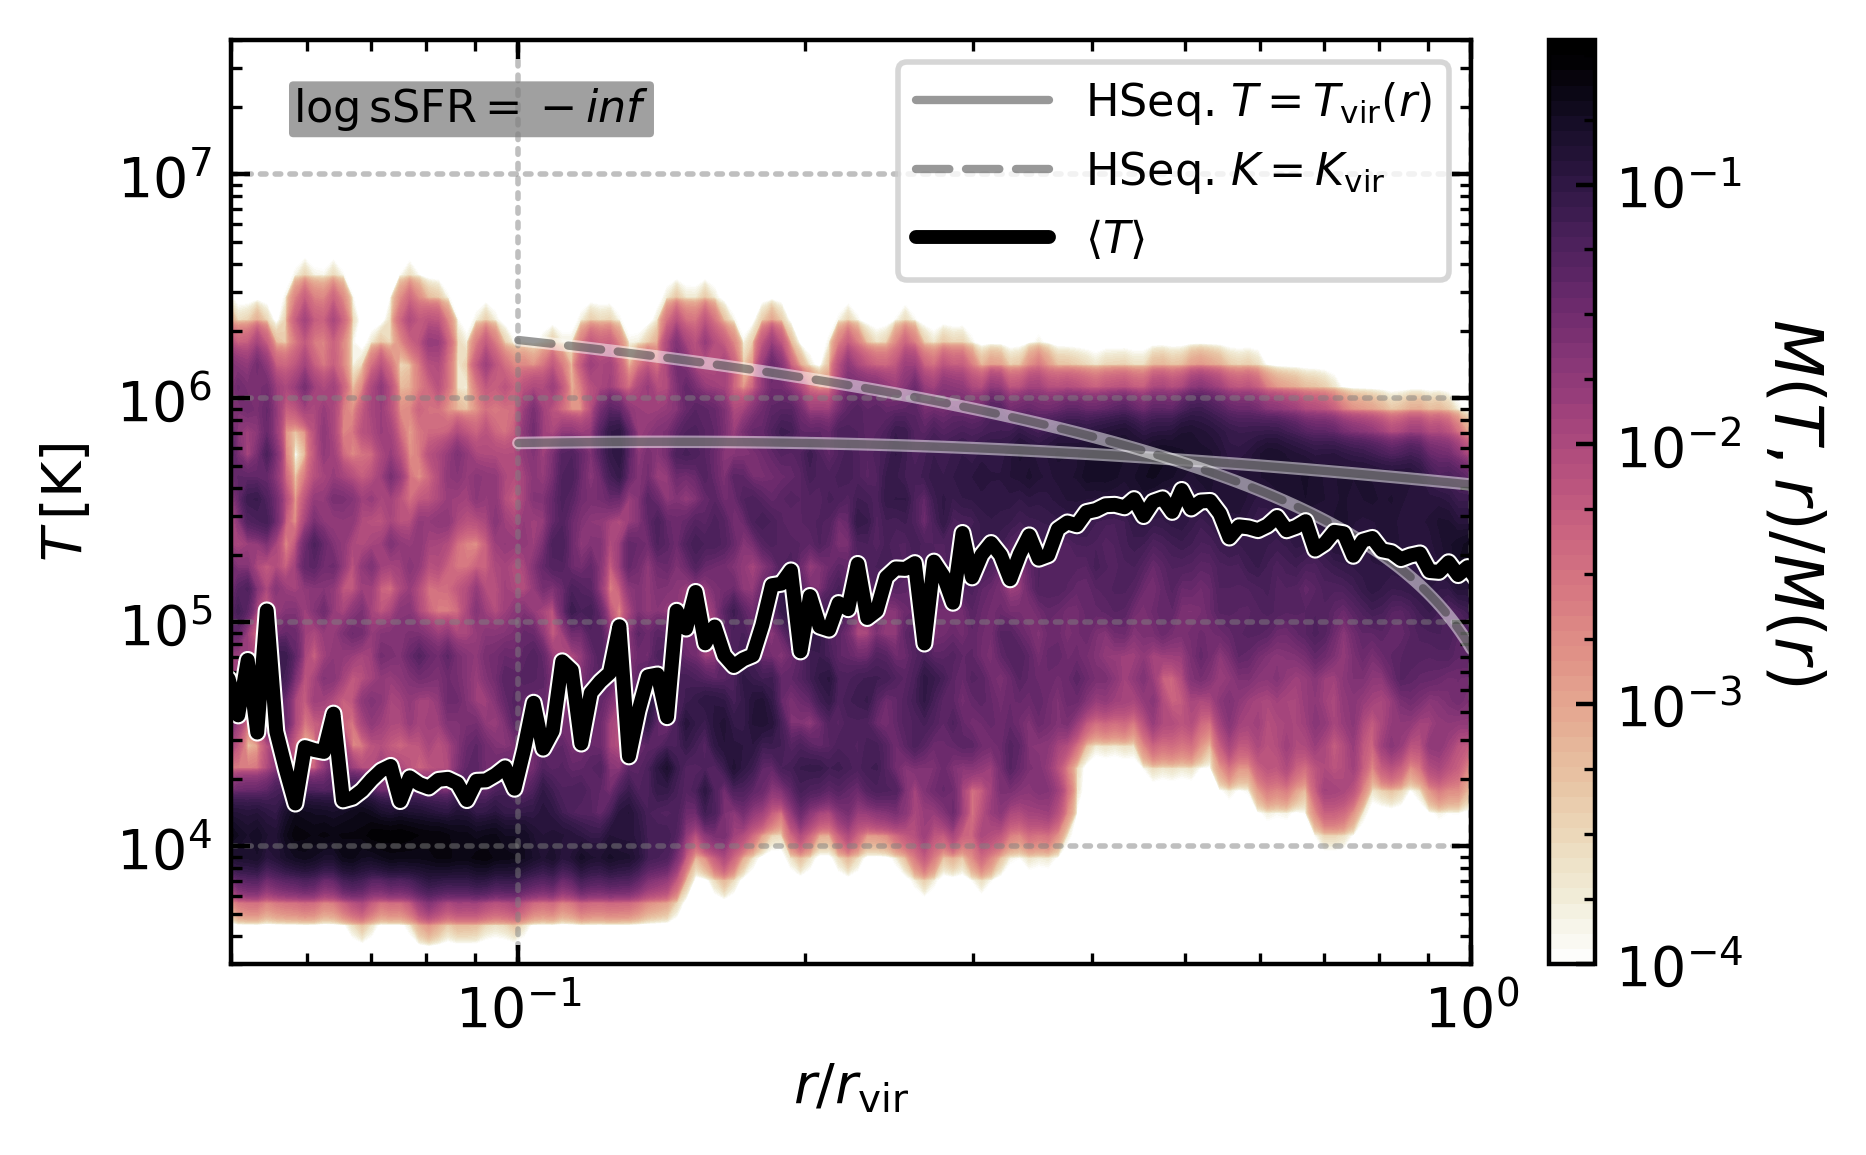 log sSFR = −inf
HSeq. T = T_vir(r)
HSeq. K = K_vir
⟨T⟩
10^7
10^6
10^5
10^4
T [K]
10^−1
10^0
r/r_vir
10^−1
10^−2
10^−3
10^−4
M(T, r)/M(r)